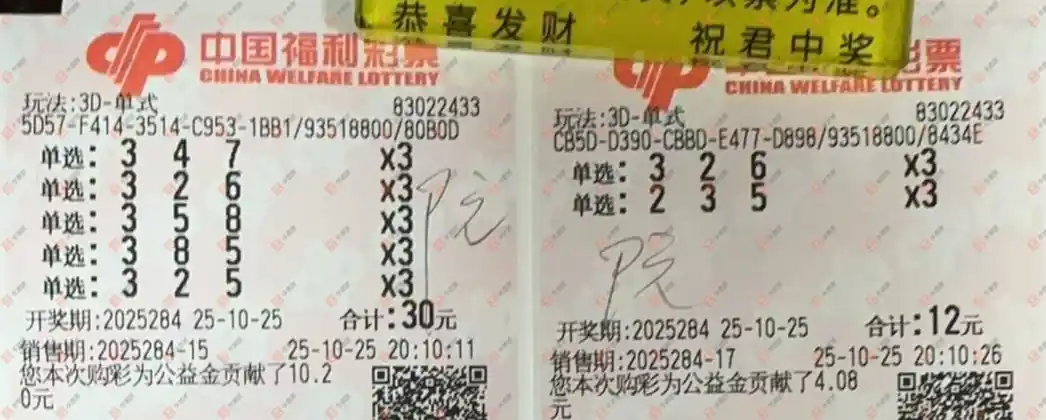 恭喜发财 祝君中奖
中国福利彩票
CHINA WELFARE LOTTERY
玩法:3D-单式 83022433
5D57-F414-3514-C953-1BB1/93518800/80B0D
单选: 3 4 7 x3
单选: 3 2 6 x3
单选: 3 5 8 x3
单选: 3 8 5 x3
单选: 3 2 5 x3
开奖期:2025284 25-10-25 合计:30元
销售期:2025284-15 25-10-25 20:10:11
您本次购彩为公益金贡献了10.2
0元
彩票
CHINA WELFARE LOTTERY
玩法:3D-单式 83022433
CB5D-D390-CBBD-E477-D898/93518800/8434E
单选: 3 2 6 x3
单选: 2 3 5 x3
开奖期:2025284 25-10-25 合计:12元
销售期:2025284-17 25-10-25 20:10:26
您本次购彩为公益金贡献了4.08
元